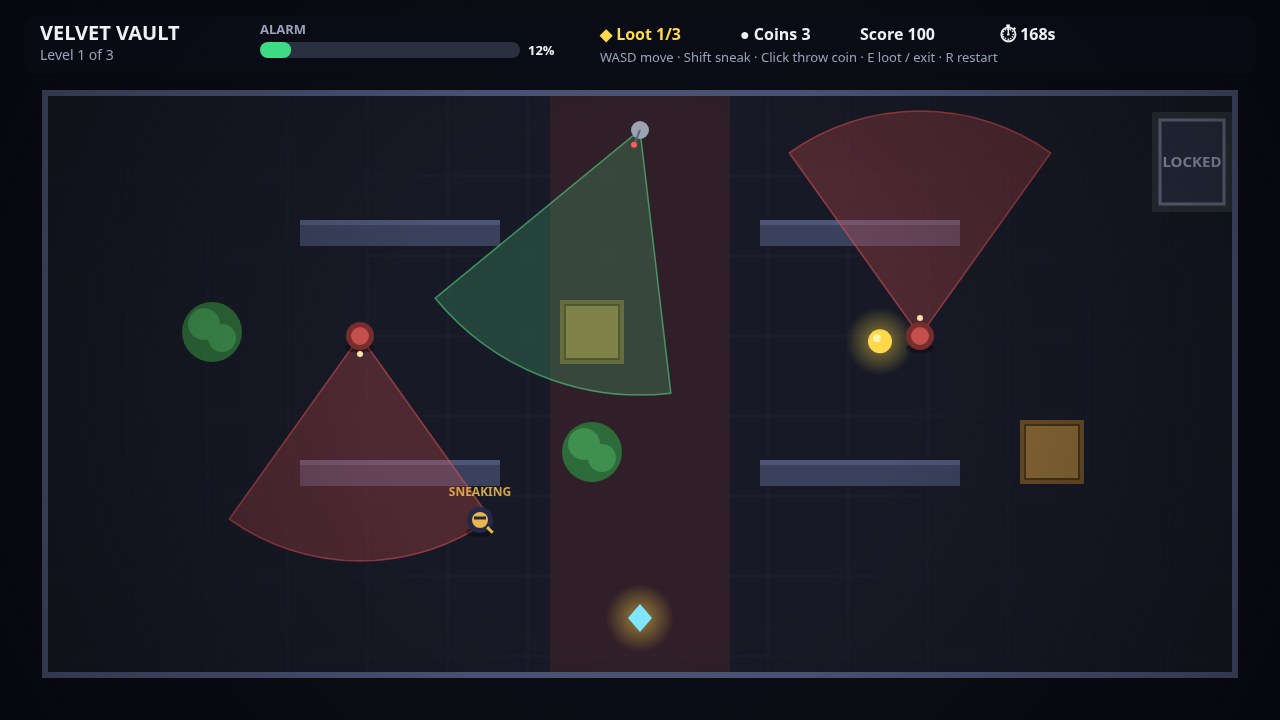 VELVET VAULT
Level 1 of 3
ALARM
12%
◆ Loot 1/3
● Coins 3
Score 100
⏱ 168s
WASD move · Shift sneak · Click throw coin · E loot / exit · R restart
LOCKED
SNEAKING